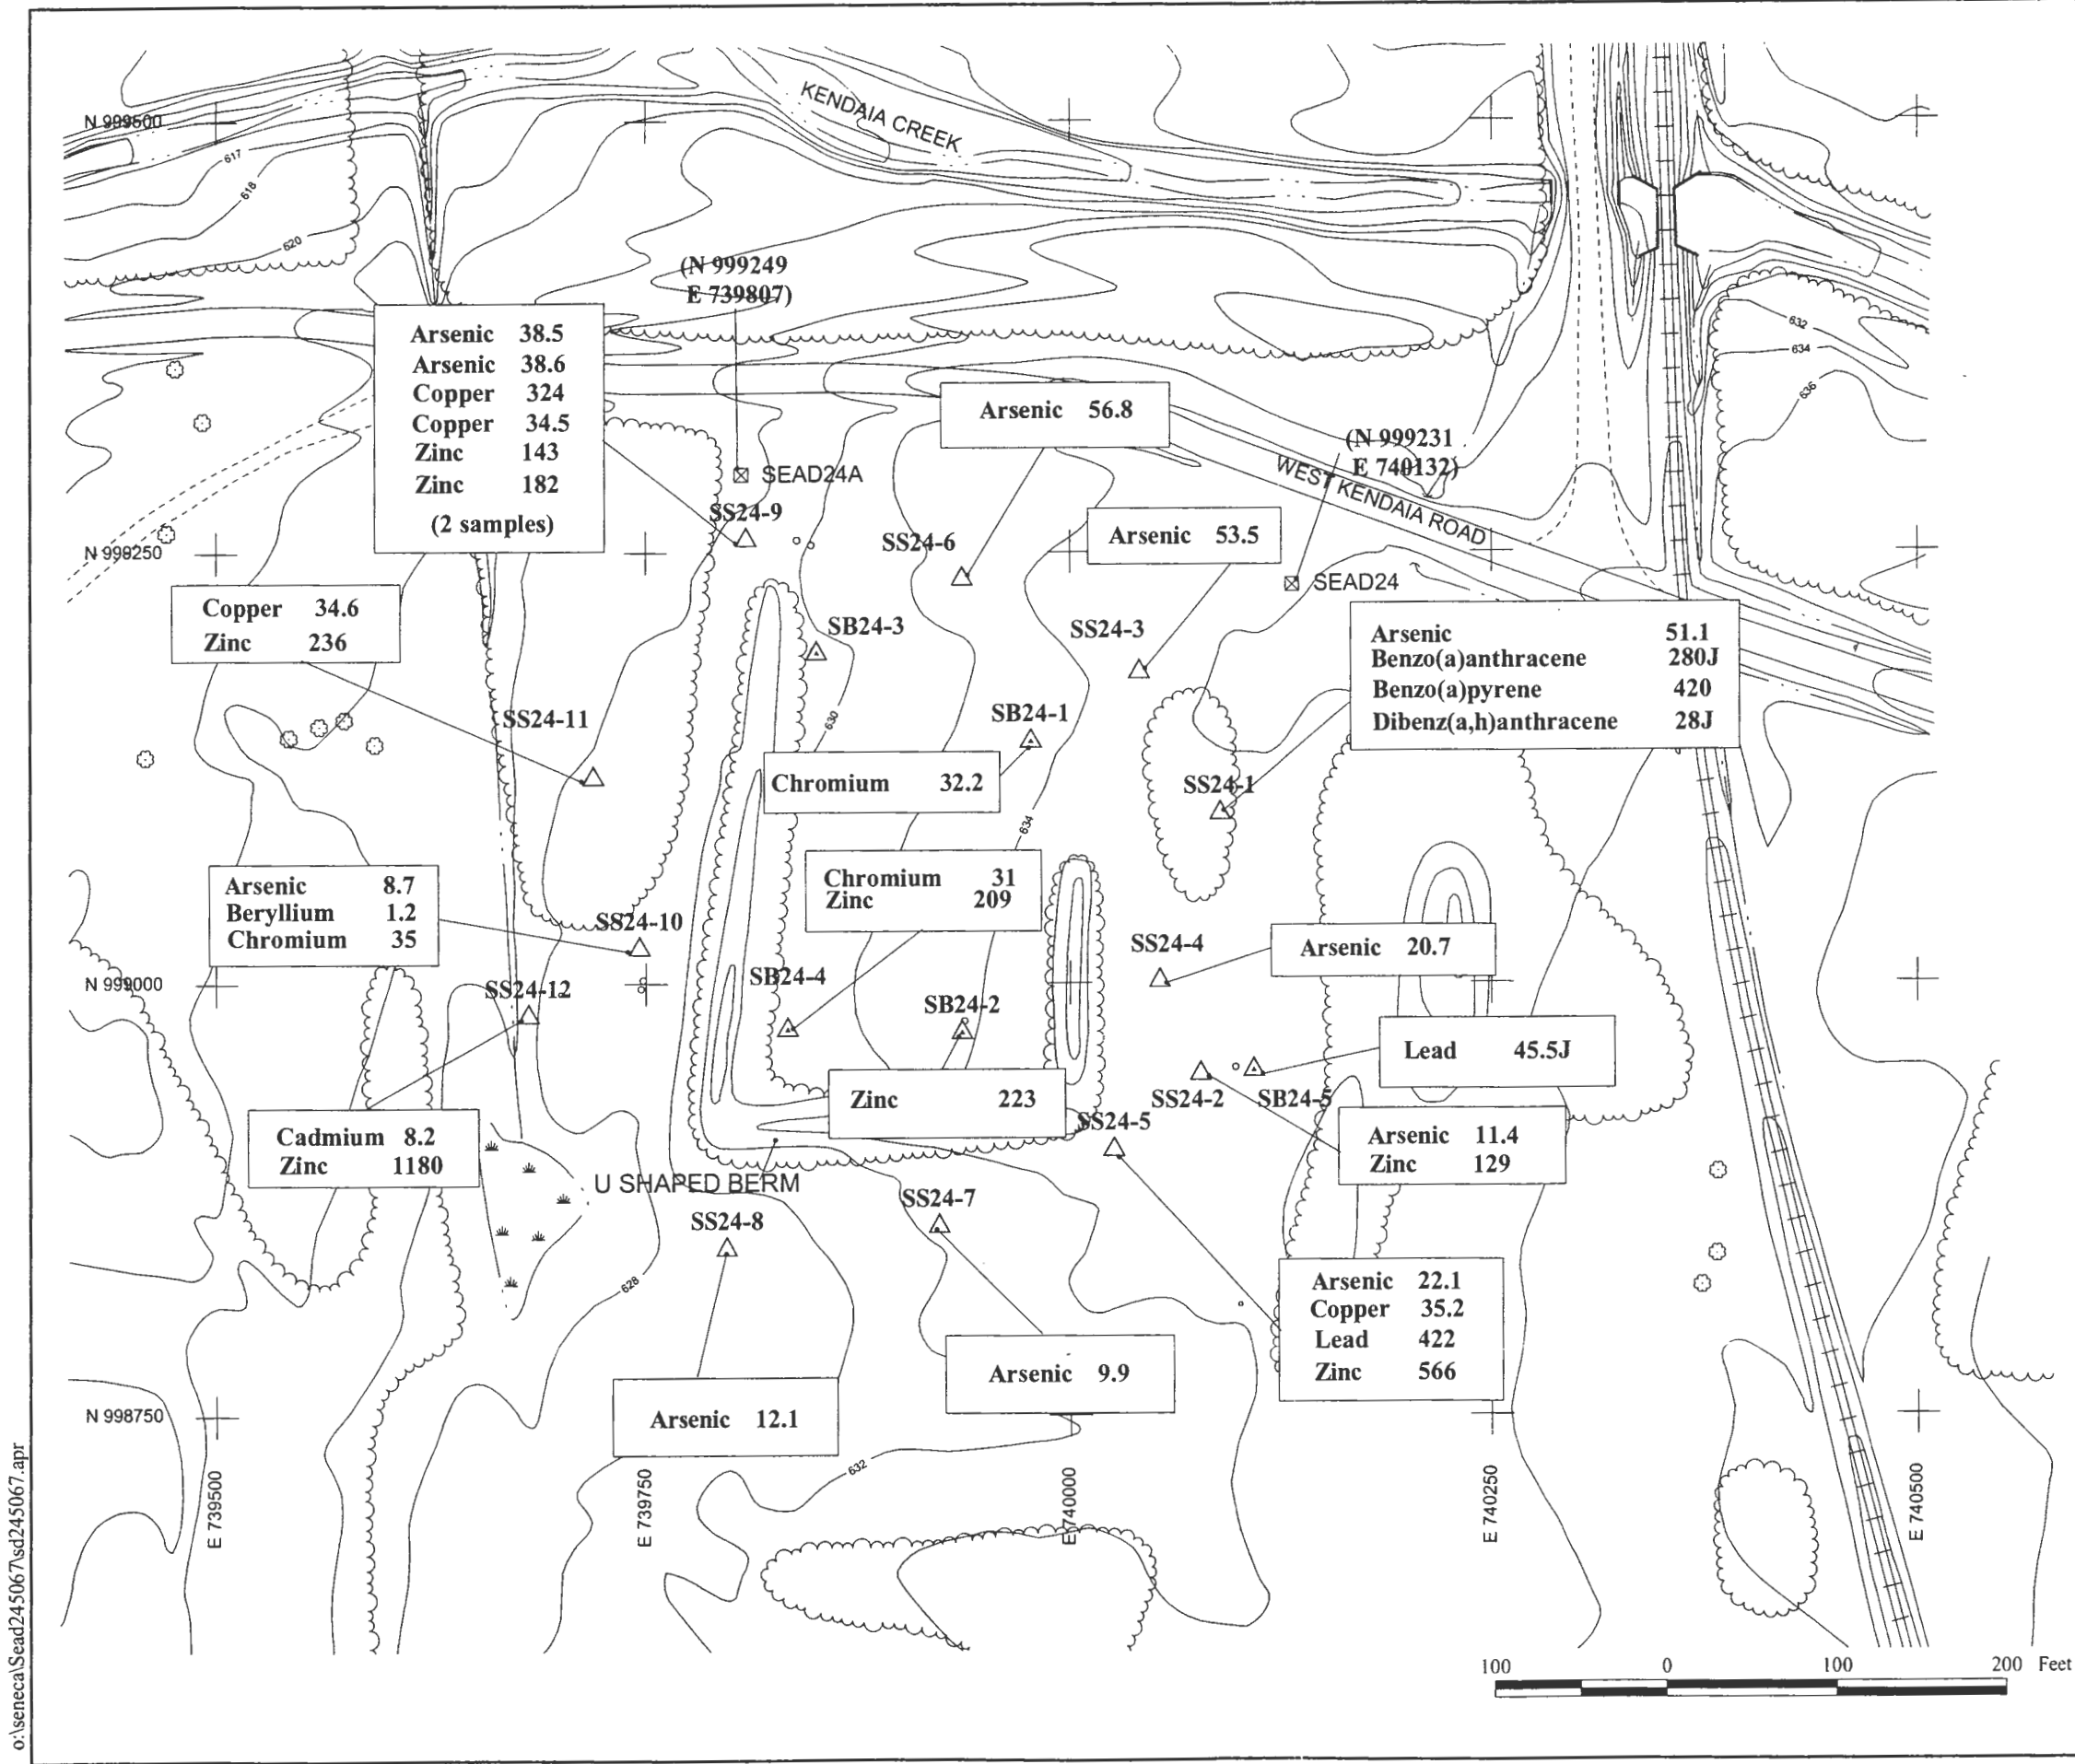 KENDAIA CREEK
N 999500
617
618
620
(N 999249
E 739807)
Arsenic 38.5
Arsenic 38.6
Copper 324
Copper 34.5
Zinc 143
Zinc 182
(2 samples)
632
634
636
Arsenic 56.8
(N 999231
E 740132)
WEST KENDAIA ROAD
SEAD24A
SS24-9
SS24-6
Arsenic 53.5
N 999250
SEAD24
Copper 34.6
Zinc 236
SB24-3
SS24-3
Arsenic 51.1
Benzo(a)anthracene 280J
Benzo(a)pyrene 420
Dibenz(a,h)anthracene 28J
SS24-11
630
SB24-1
Chromium 32.2
SS24-1
634
Arsenic 8.7
Beryllium 1.2
Chromium 35
Chromium 31
Zinc 209
SS24-10
SS24-4
Arsenic 20.7
N 999000
SS24-12
SB24-4
SB24-2
Lead 45.5J
Zinc 223
SS24-2
SB24-5
SS24-5
Cadmium 8.2
Zinc 1180
Arsenic 11.4
Zinc 129
U SHAPED BERM
SS24-7
SS24-8
628
Arsenic 22.1
Copper 35.2
Lead 422
Zinc 566
Arsenic 9.9
Arsenic 12.1
N 998750
632
E 739500
E 739750
E 740000
E 740250
E 740500
100 0 100 200 Feet
o:\seneca\Sead245067\sd245067.apr